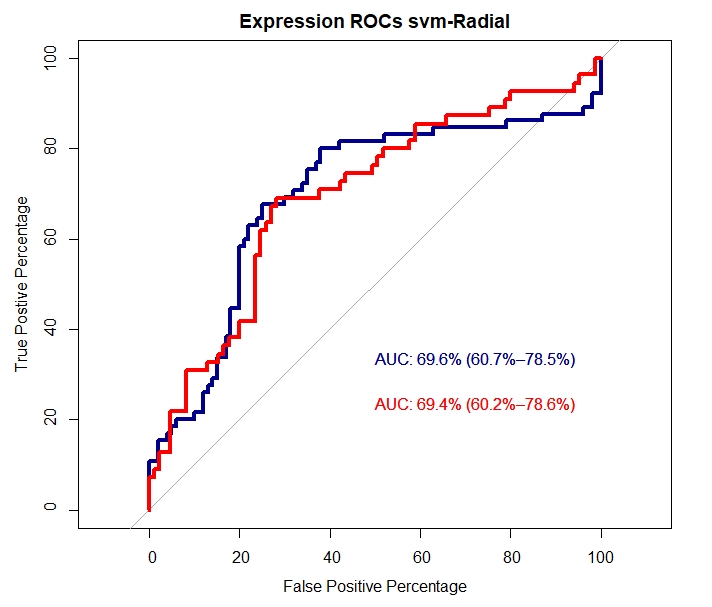 Expression ROCs svm-Radial
True Postive Percentage
100
80
60
40
20
0
AUC: 69.6% (60.7%–78.5%)
AUC: 69.4% (60.2%–78.6%)
0 20 40 60 80 100
False Positive Percentage